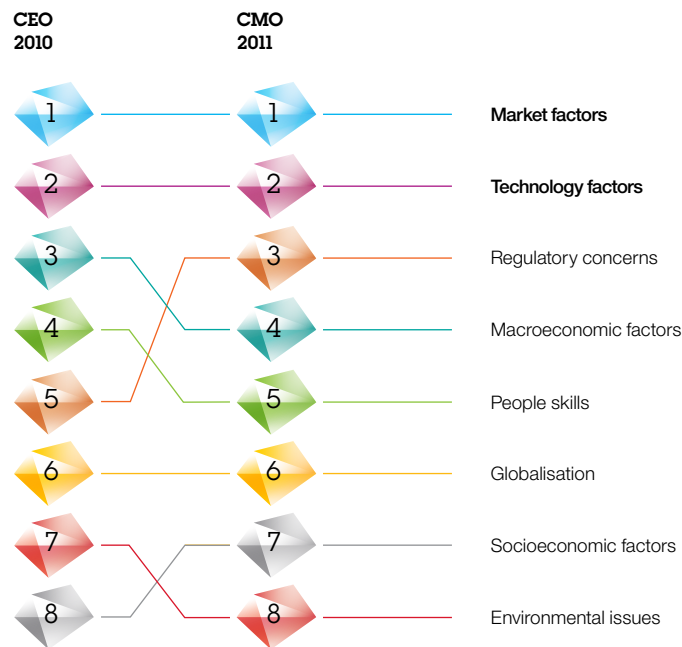 CEO CMO
2010 2011
1 1 Market factors
2 2 Technology factors
3 3 Regulatory concerns
4 4 Macroeconomic factors
5 5 People skills
6 6 Globalisation
7 7 Socioeconomic factors
8 8 Environmental issues